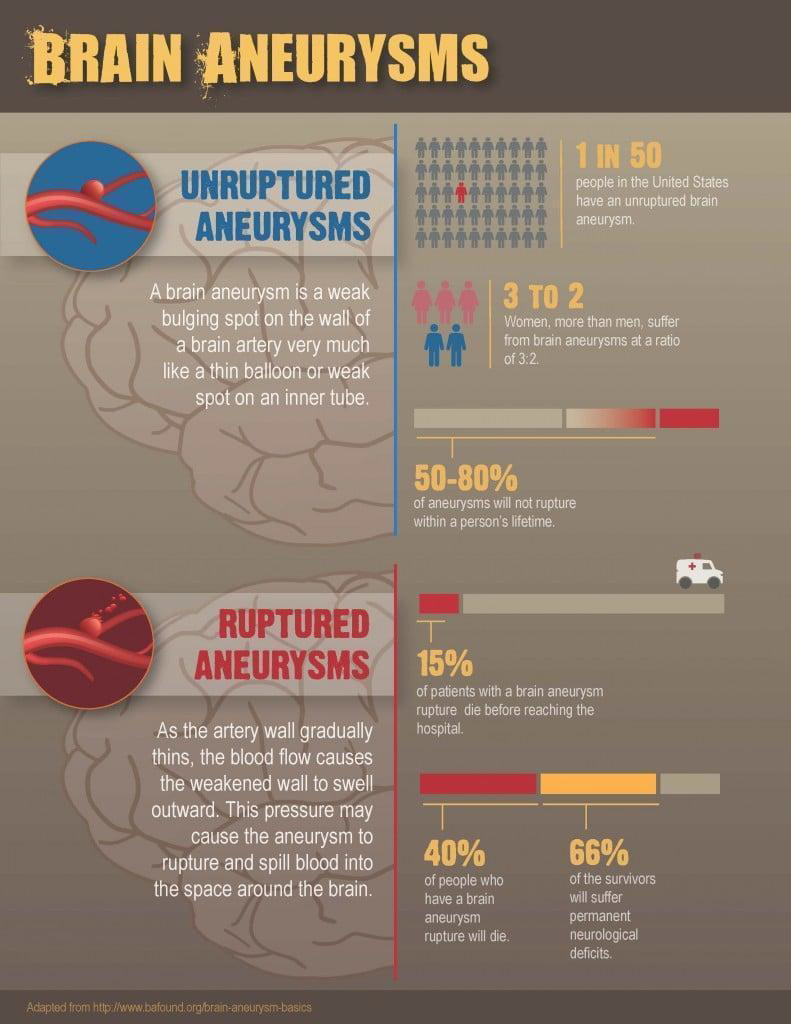 BRAIN ANEURYSMS
UNRUPTURED
ANEURYSMS
A brain aneurysm is a weak
bulging spot on the wall of
a brain artery very much
like a thin balloon or weak
spot on an inner tube.
1 IN 50
people in the United States
have an unruptured brain
aneurysm.
3 TO 2
Women, more than men, suffer
from brain aneurysms at a ratio
of 3:2.
50-80%
of aneurysms will not rupture
within a person's lifetime.
RUPTURED
ANEURYSMS
As the artery wall gradually
thins, the blood flow causes
the weakened wall to swell
outward. This pressure may
cause the aneurysm to
rupture and spill blood into
the space around the brain.
15%
of patients with a brain aneurysm
rupture die before reaching the
hospital.
40%
of people who
have a brain
aneurysm
rupture will die.
66%
of the survivors
will suffer
permanent
neurological
deficits.
Adapted from http://www.bafound.org/brain-aneurysm-basics